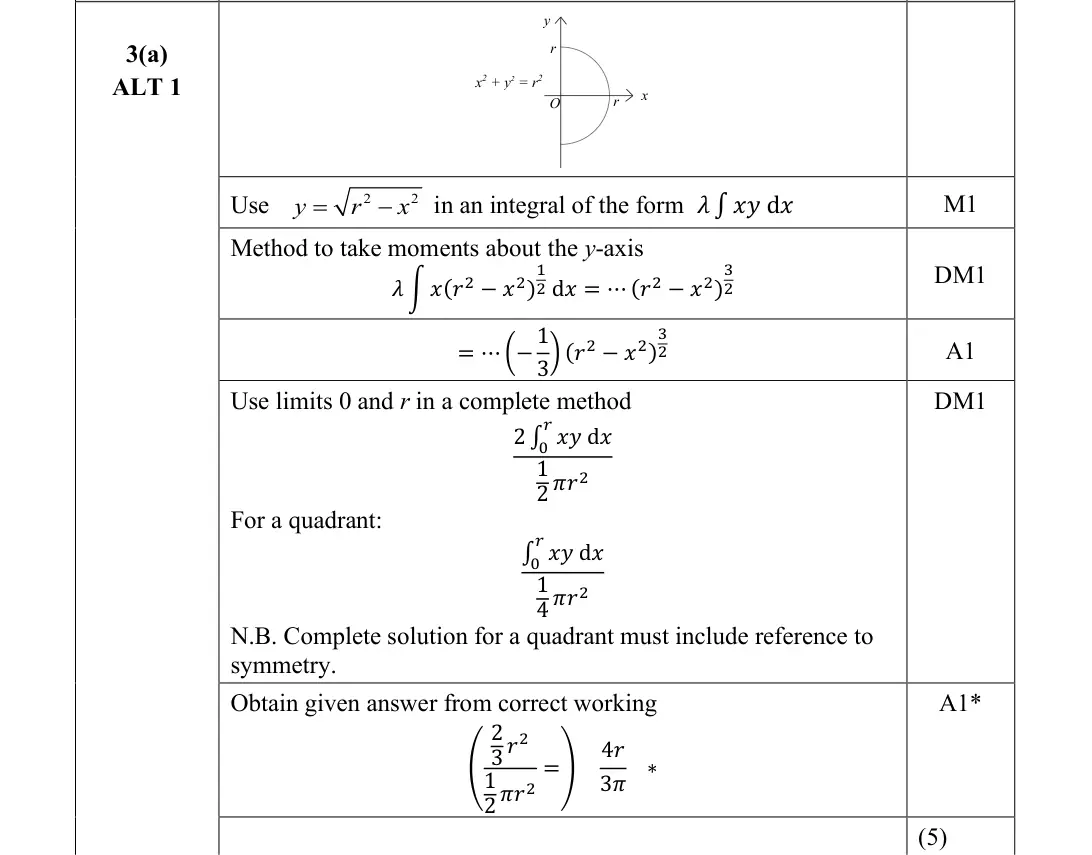 3(a)
ALT 1
y
r
x² + y² = r²
O
r
x
Use y = √(r² − x²) in an integral of the form λ∫ xy dx
M1
Method to take moments about the y-axis
λ∫ x(r² − x²)^(1/2) dx = ⋯ (r² − x²)^(3/2)
DM1
= ⋯ (−1/3) (r² − x²)^(3/2)
A1
Use limits 0 and r in a complete method
DM1
2 ∫₀ʳ xy dx
1/2 πr²
For a quadrant:
∫₀ʳ xy dx
1/4 πr²
N.B. Complete solution for a quadrant must include reference to
symmetry.
Obtain given answer from correct working
A1*
((2/3 r²)/(1/2 πr²) =) 4r/3π *
(5)